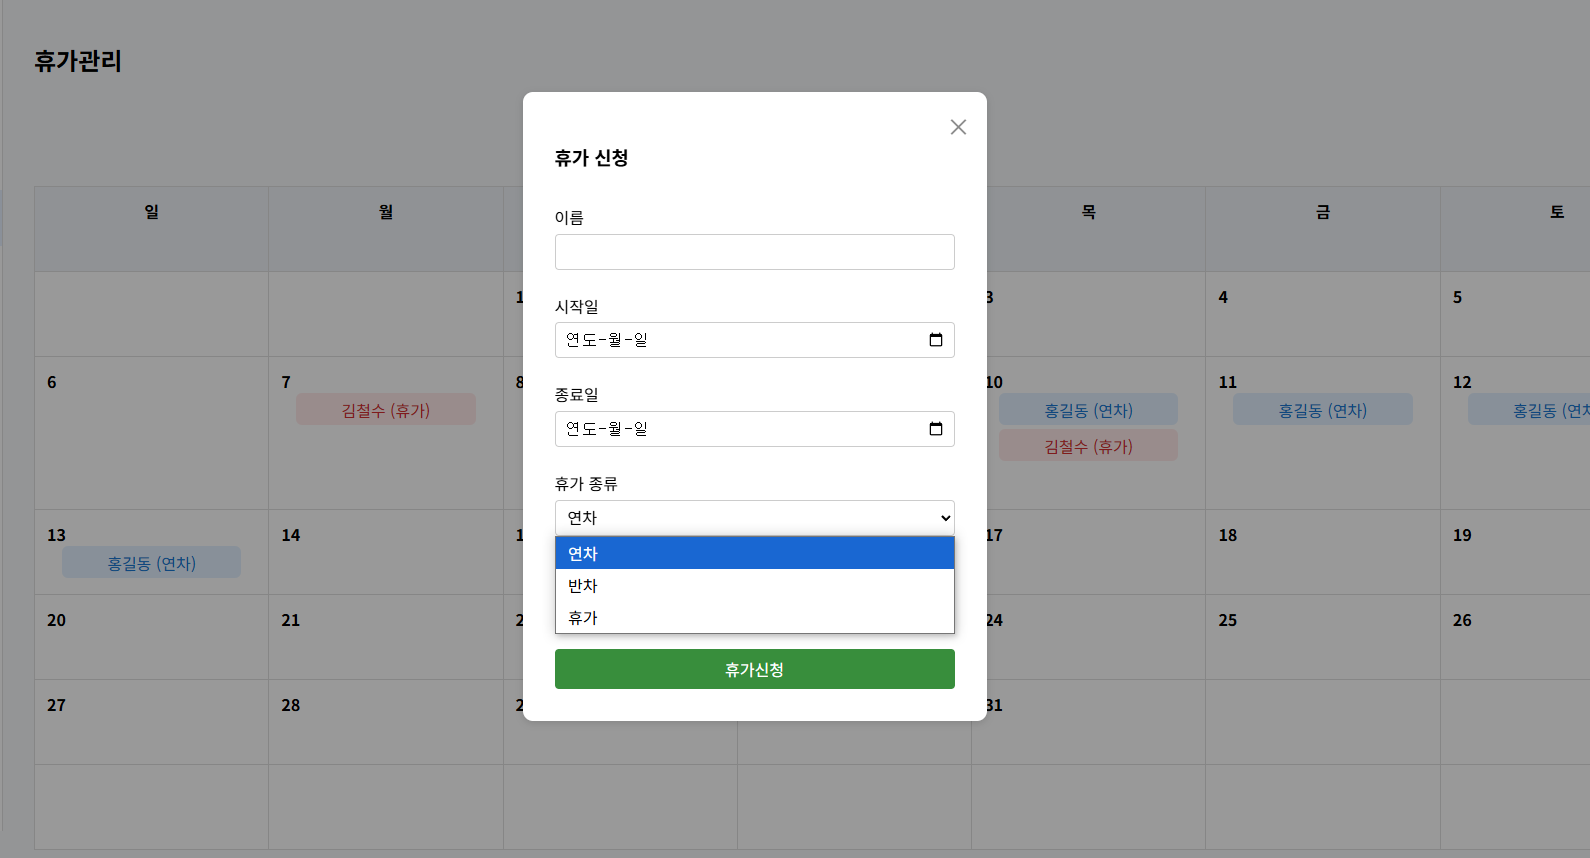 휴가관리
휴가 신청
이름
시작일
연도-월-일
종료일
연도-월-일
휴가 종류
연차
연차
반차
휴가
휴가신청
일 월 목 금 토
1 3 4 5
6 7 8 10 11 12
김철수 (휴가) 홍길동 (연차) 홍길동 (연차) 홍길동 (연차
김철수 (휴가)
13 14 1 17 18 19
홍길동 (연차)
20 21 2 24 25 26
27 28 2 31